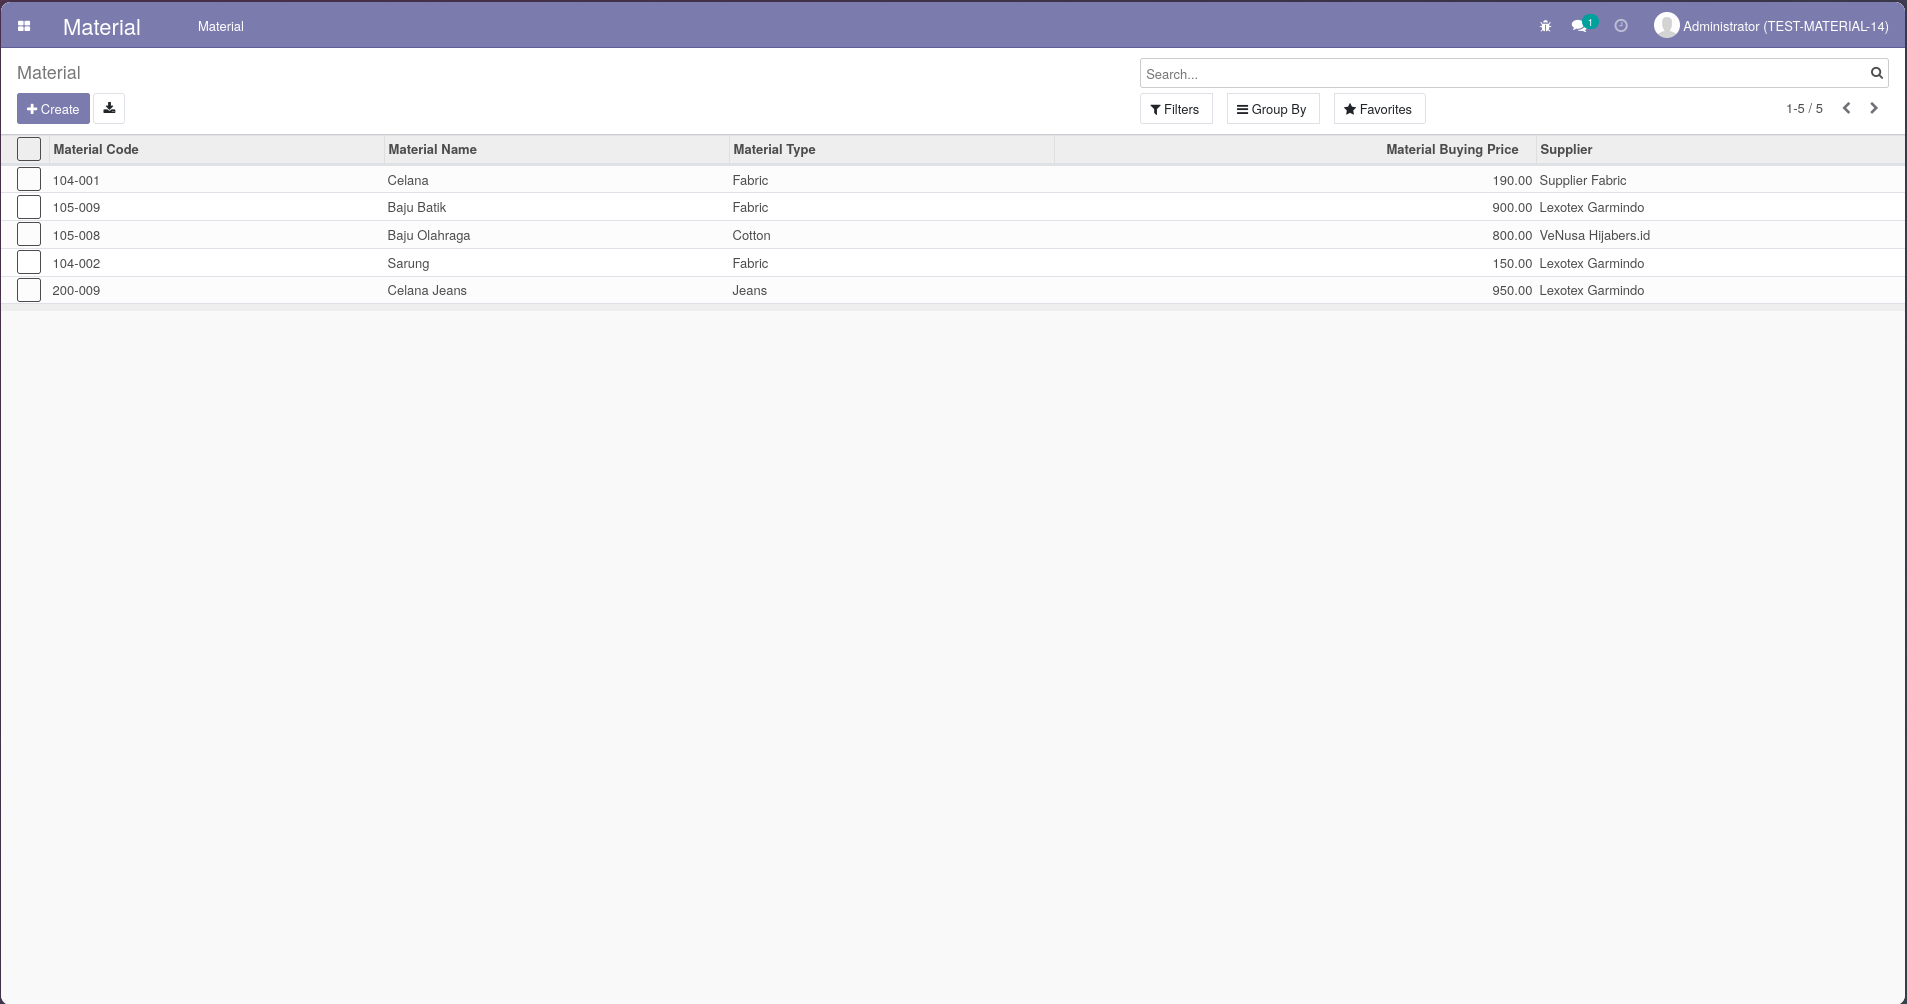 Material Material 1 Administrator (TEST-MATERIAL-14)
Material Search...
Create Filters Group By Favorites 1-5 / 5
Material Code Material Name Material Type Material Buying Price Supplier
104-001 Celana Fabric 190.00 Supplier Fabric
105-009 Baju Batik Fabric 900.00 Lexotex Garmindo
105-008 Baju Olahraga Cotton 800.00 VeNusa Hijabers.id
104-002 Sarung Fabric 150.00 Lexotex Garmindo
200-009 Celana Jeans Jeans 950.00 Lexotex Garmindo